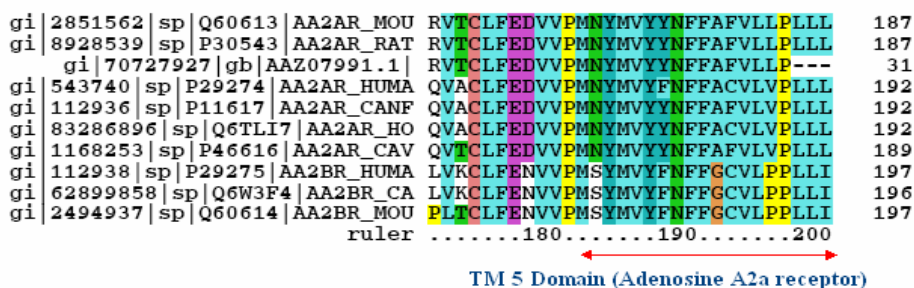 gi|2851562|sp|Q60613|AA2AR_MOU RVTCLFEDVVPMNYMVYYNFFAFVLLPLLL 187
gi|8928539|sp|P30543|AA2AR_RAT RVTCLFEDVVPMNYMVYYNFFAFVLLPLLL 187
gi|70727927|gb|AAZ07991.1| RVTCLFEDVVPMNYMVYYNFFAFVLLP--- 31
gi|543740|sp|P29274|AA2AR_HUMA QVACLFEDVVPMNYMVYFNFFACVLVPLLL 192
gi|112936|sp|P11617|AA2AR_CANF QVACLFEDVVPMNYMVYYNFFAFVLVPLLL 192
gi|83286896|sp|Q6TLI7|AA2AR_HO QVACLFEDVVPMNYMVYYNFFACVLVPLLL 192
gi|1168253|sp|P46616|AA2AR_CAV QVTCLFEDVVPMNYMVYYNFFAFVLVPLLL 189
gi|112938|sp|P29275|AA2BR_HUMA LVKCLFENVVPMSYMVYFNFFGCVLPPLLI 197
gi|62899858|sp|Q6W3F4|AA2BR_CA LVKCLFENVVPMSYMVYFNFFGCVLPPLLI 196
gi|2494937|sp|Q60614|AA2BR_MOU PLTCLFENVVPMSYMVYFNFFGCVLPPLLI 197
ruler .......180.......190.......200..
TM 5 Domain (Adenosine A2a receptor)